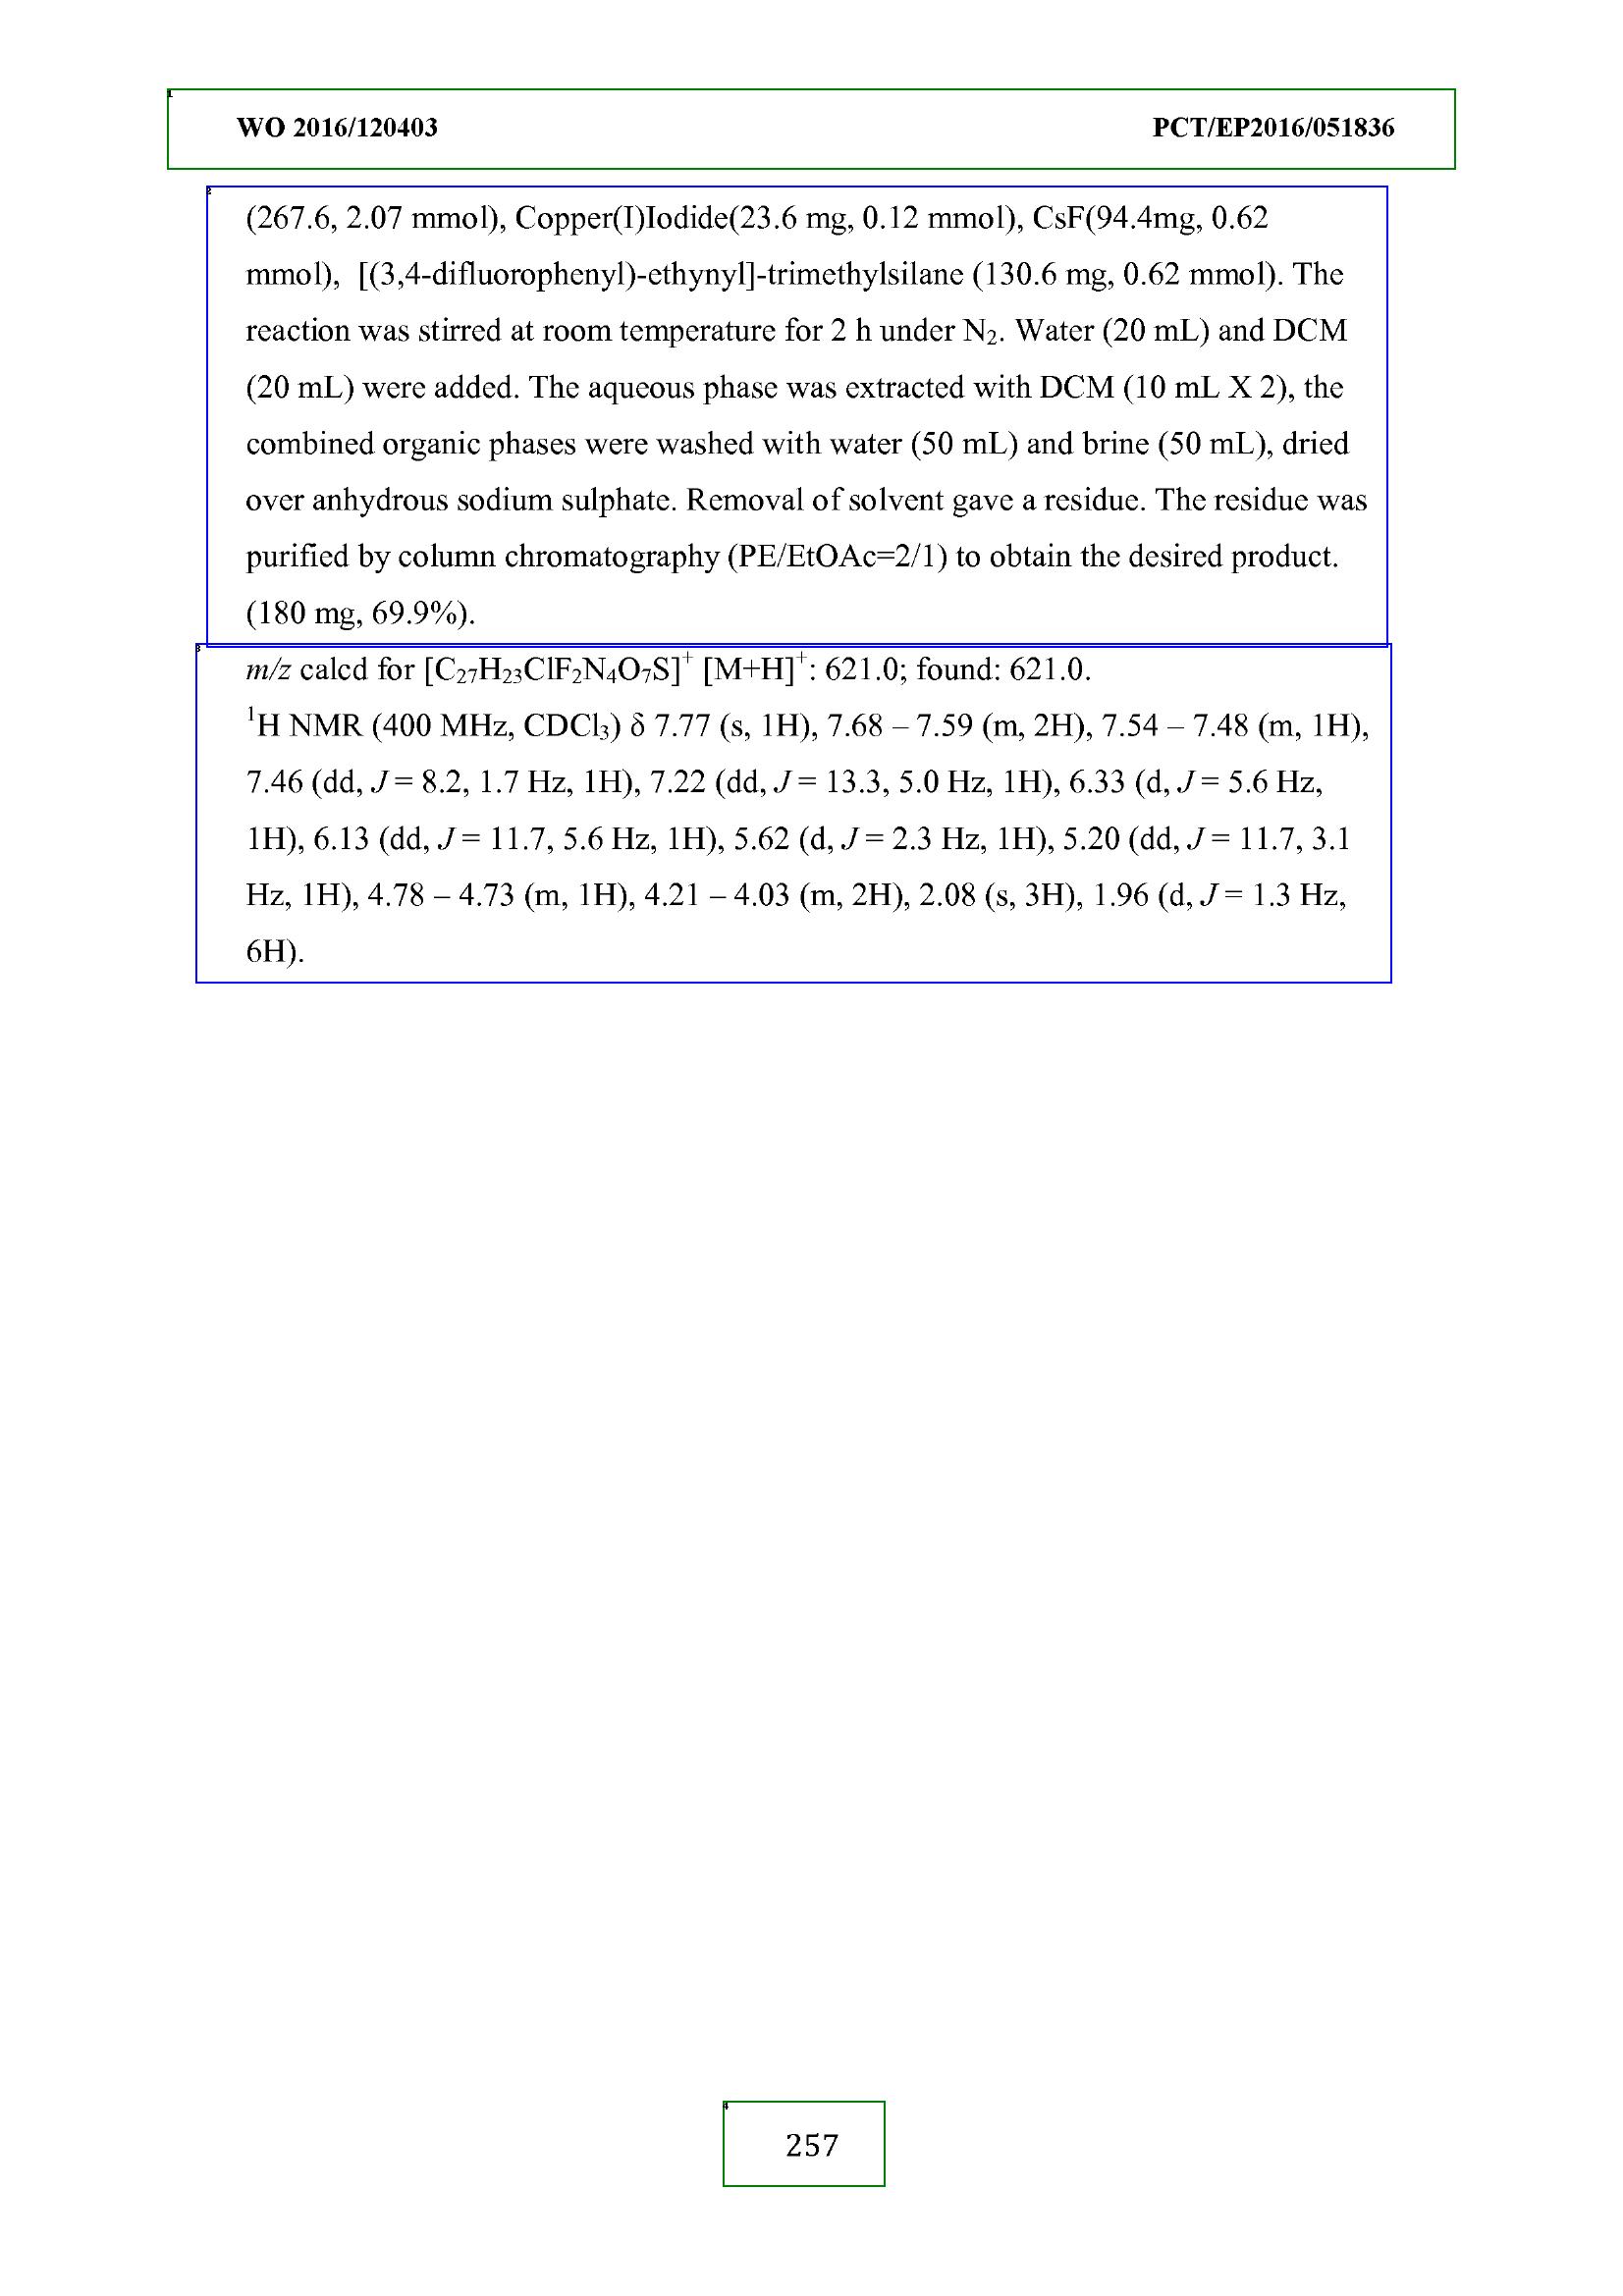 WO 2016/120403 PCT/EP2016/051836
(267.6, 2.07 mmol), Copper(I)Iodide(23.6 mg, 0.12 mmol), CsF(94.4mg, 0.62
mmol),  [(3,4-difluorophenyl)-ethynyl]-trimethylsilane (130.6 mg, 0.62 mmol). The
reaction was stirred at room temperature for 2 h under N₂. Water (20 mL) and DCM
(20 mL) were added. The aqueous phase was extracted with DCM (10 mL X 2), the
combined organic phases were washed with water (50 mL) and brine (50 mL), dried
over anhydrous sodium sulphate. Removal of solvent gave a residue. The residue was
purified by column chromatography (PE/EtOAc=2/1) to obtain the desired product.
(180 mg, 69.9%).
m/z calcd for [C₂₇H₂₃ClF₂N₄O₇S]⁺ [M+H]⁺: 621.0; found: 621.0.
¹H NMR (400 MHz, CDCl₃) δ 7.77 (s, 1H), 7.68 – 7.59 (m, 2H), 7.54 – 7.48 (m, 1H),
7.46 (dd, J = 8.2, 1.7 Hz, 1H), 7.22 (dd, J = 13.3, 5.0 Hz, 1H), 6.33 (d, J = 5.6 Hz,
1H), 6.13 (dd, J = 11.7, 5.6 Hz, 1H), 5.62 (d, J = 2.3 Hz, 1H), 5.20 (dd, J = 11.7, 3.1
Hz, 1H), 4.78 – 4.73 (m, 1H), 4.21 – 4.03 (m, 2H), 2.08 (s, 3H), 1.96 (d, J = 1.3 Hz,
6H).
257